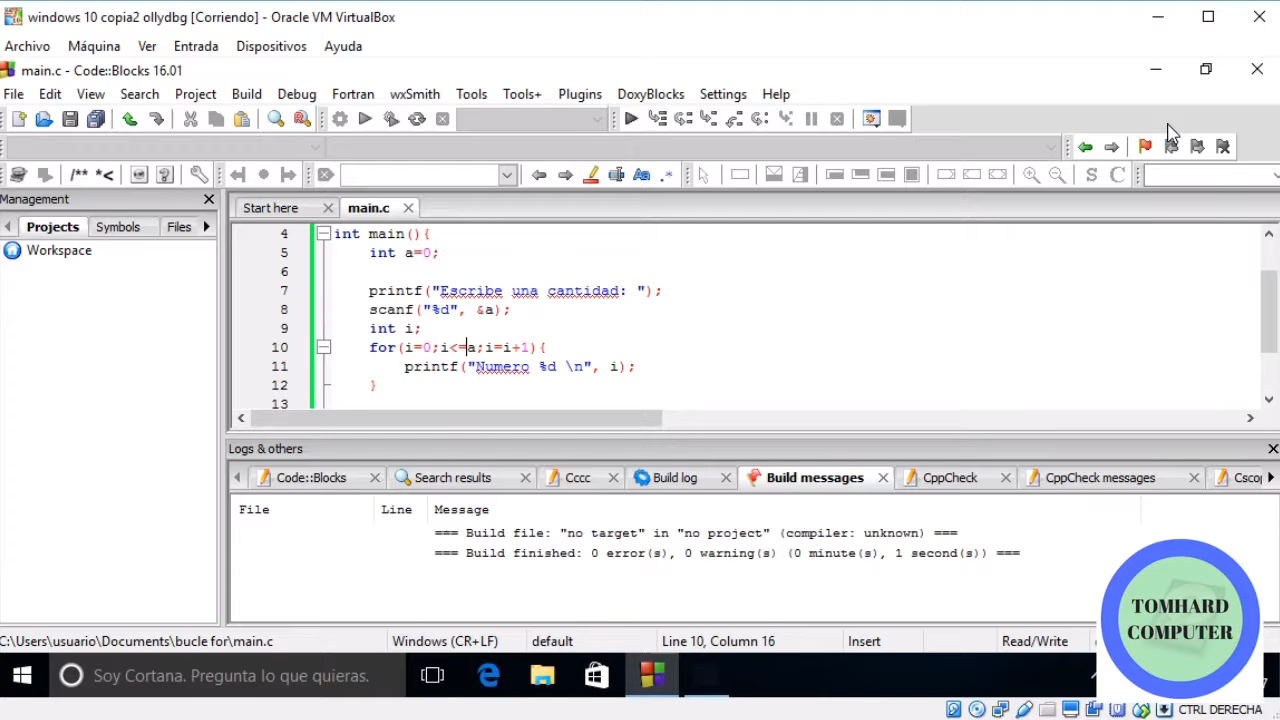 windows 10 copia2 ollydbg [Corriendo] - Oracle VM VirtualBox
Archivo Máquina Ver Entrada Dispositivos Ayuda
main.c - Code::Blocks 16.01
File Edit View Search Project Build Debug Fortran wxSmith Tools Tools+ Plugins DoxyBlocks Settings Help
/** *<
Aa .*
S C
Management
Start here main.c
Projects Symbols Files
Workspace
4 int main(){
5 int a=0;
6
7 printf("Escribe una cantidad: ");
8 scanf("%d", &a);
9 int i;
10 for(i=0;i<=a;i=i+1){
11 printf("Numero %d \n", i);
12 }
13
Logs & others
Code::Blocks Search results Cccc Build log Build messages CppCheck CppCheck messages Csco
File Line Message
=== Build file: "no target" in "no project" (compiler: unknown) ===
=== Build finished: 0 error(s), 0 warning(s) (0 minute(s), 1 second(s)) ===
TOMHARD
COMPUTER
C:\Users\usuario\Documents\bucle for\main.c Windows (CR+LF) default Line 10, Column 16 Insert Read/Write
Soy Cortana. Pregunta lo que quieras.
CTRL DERECHA